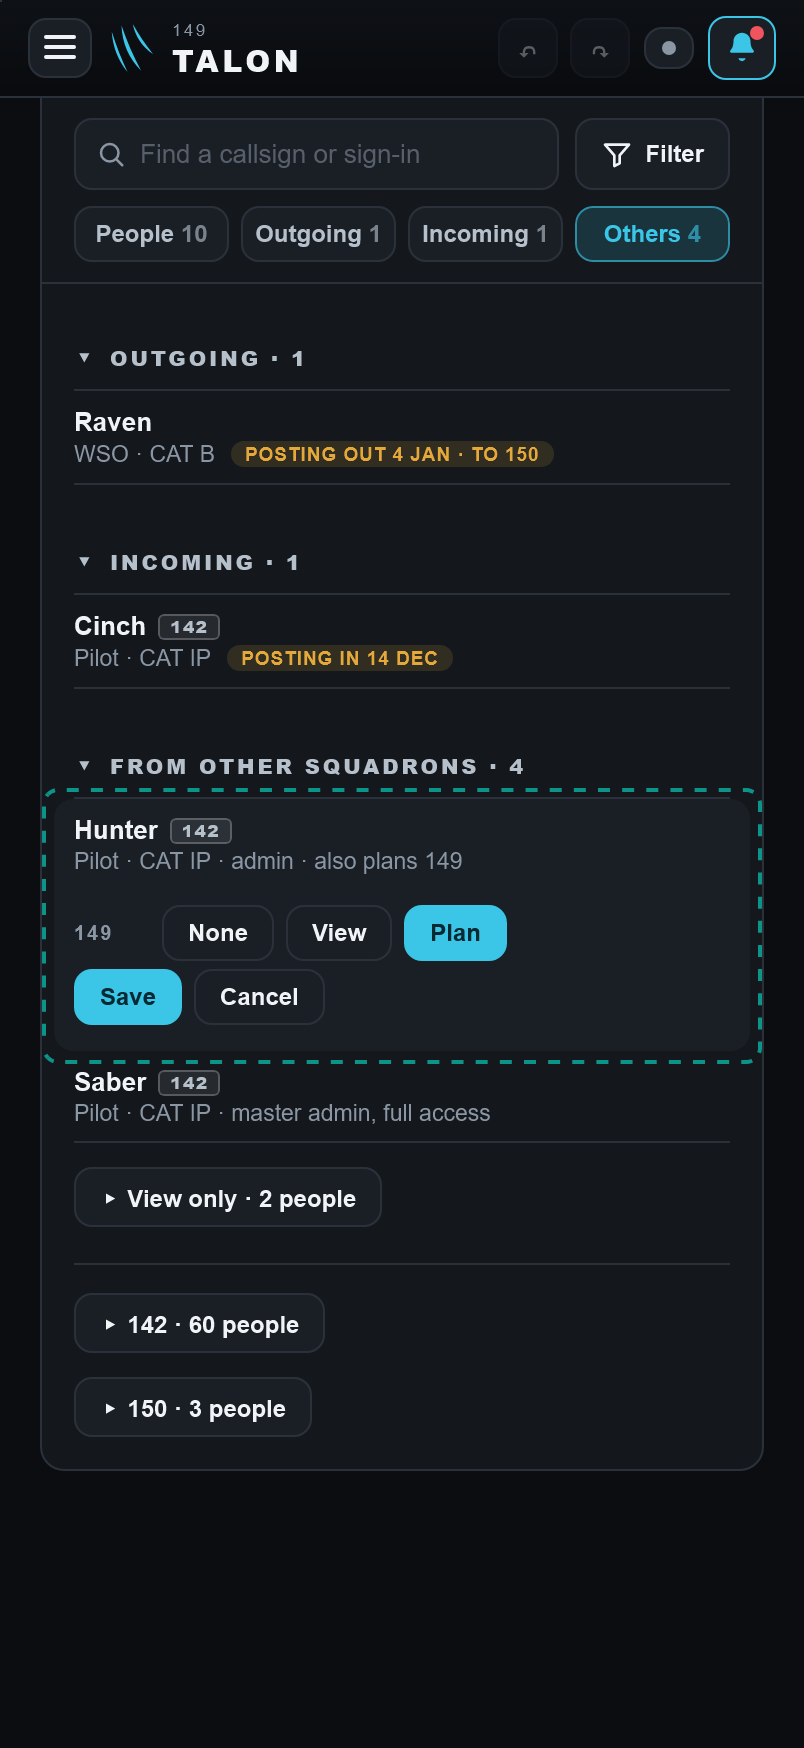 149
TALON
Find a callsign or sign-in
Filter
People 10
Outgoing 1
Incoming 1
Others 4
OUTGOING · 1
Raven
WSO · CAT B POSTING OUT 4 JAN · TO 150
INCOMING · 1
Cinch 142
Pilot · CAT IP POSTING IN 14 DEC
FROM OTHER SQUADRONS · 4
Hunter 142
Pilot · CAT IP · admin · also plans 149
149 None View Plan
Save Cancel
Saber 142
Pilot · CAT IP · master admin, full access
View only · 2 people
142 · 60 people
150 · 3 people